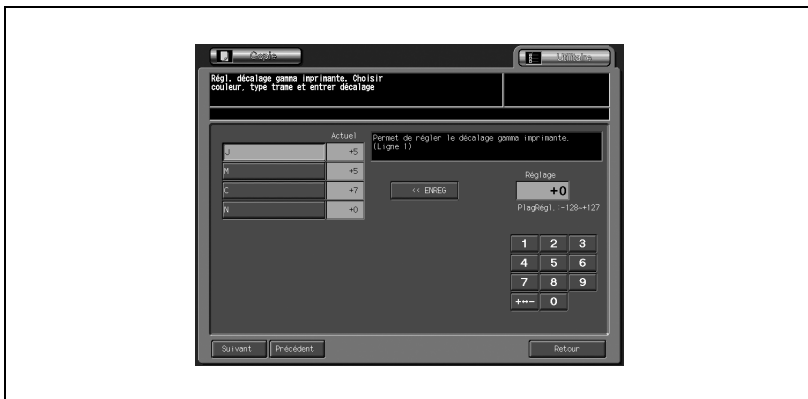 Copie
Utilitaire
Régl. décalage gamma imprimante. Choisir
couleur, type trame et entrer décalage
Actuel
Permet de régler le décalage gamma imprimante.
(Ligne 1)
J +5
M +5
C +7
N +0
<< ENREG
Réglage
+0
PlagRégl.:-128~+127
1 2 3
4 5 6
7 8 9
+↔- 0
Suivant
Précédent
Retour